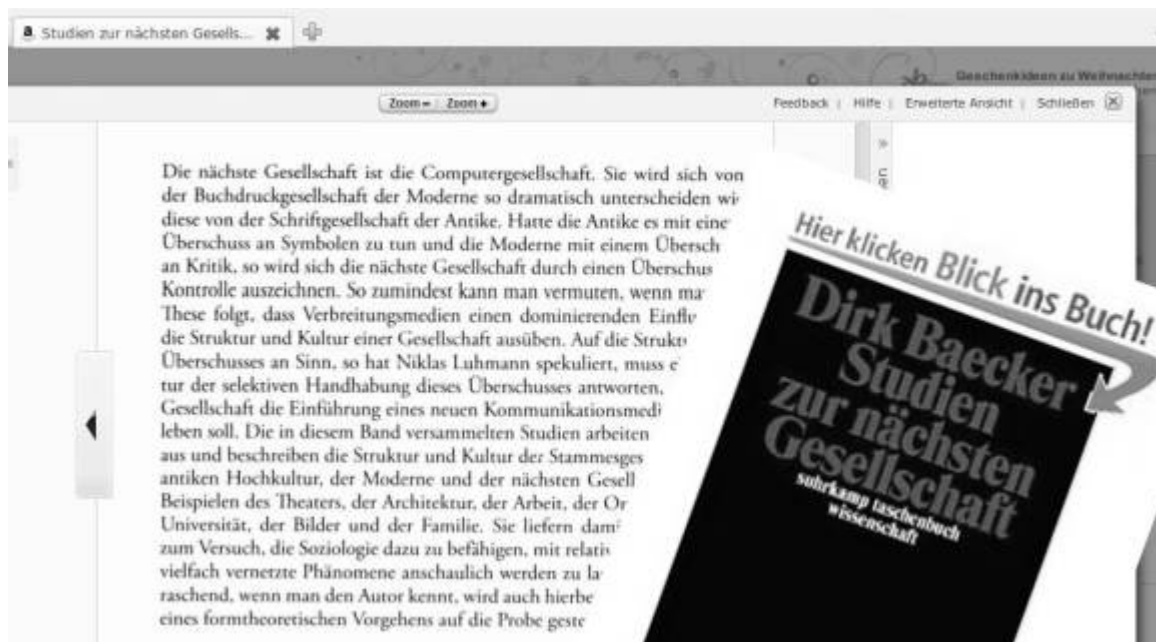 a Studien zur nächsten Gesells...
Geschenkideen zu Weihnachten
Zoom – Zoom +
Feedback | Hilfe | Erweiterte Ansicht | Schließen
Die nächste Gesellschaft ist die Computergesellschaft. Sie wird sich von
der Buchdruckgesellschaft der Moderne so dramatisch unterscheiden wi
diese von der Schriftgesellschaft der Antike. Hatte die Antike es mit eine
Überschuss an Symbolen zu tun und die Moderne mit einem Übersch
an Kritik, so wird sich die nächste Gesellschaft durch einen Überschus
Kontrolle auszeichnen. So zumindest kann man vermuten, wenn ma
These folgt, dass Verbreitungsmedien einen dominierenden Einfl
die Struktur und Kultur einer Gesellschaft ausüben. Auf die Strukt
Überschusses an Sinn, so hat Niklas Luhmann spekuliert, muss e
tur der selektiven Handhabung dieses Überschusses antworten,
Gesellschaft die Einführung eines neuen Kommunikationsmedi
leben soll. Die in diesem Band versammelten Studien arbeiten
aus und beschreiben die Struktur und Kultur der Stammesges
antiken Hochkultur, der Moderne und der nächsten Gesell
Beispielen des Theaters, der Architektur, der Arbeit, der Or
Universität, der Bilder und der Familie. Sie liefern dami
zum Versuch, die Soziologie dazu zu befähigen, mit relativ
vielfach vernetzte Phänomene anschaulich werden zu la
raschend, wenn man den Autor kennt, wird auch hierbe
eines formtheoretischen Vorgehens auf die Probe geste
Hier klicken Blick ins Buch!
Dirk Baecker
Studien
zur nächsten
Gesellschaft
suhrkamp taschenbuch
wissenschaft